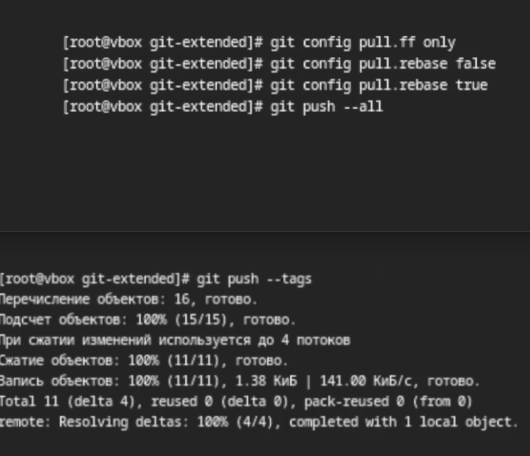 [root@vbox git-extended]# git config pull.ff only
[root@vbox git-extended]# git config pull.rebase false
[root@vbox git-extended]# git config pull.rebase true
[root@vbox git-extended]# git push --all
[root@vbox git-extended]# git push --tags
Перечисление объектов: 16, готово.
Подсчет объектов: 100% (15/15), готово.
При сжатии изменений используется до 4 потоков
Сжатие объектов: 100% (11/11), готово.
Запись объектов: 100% (11/11), 1.38 КиБ | 141.00 КиБ/с, готово.
Total 11 (delta 4), reused 0 (delta 0), pack-reused 0 (from 0)
remote: Resolving deltas: 100% (4/4), completed with 1 local object.